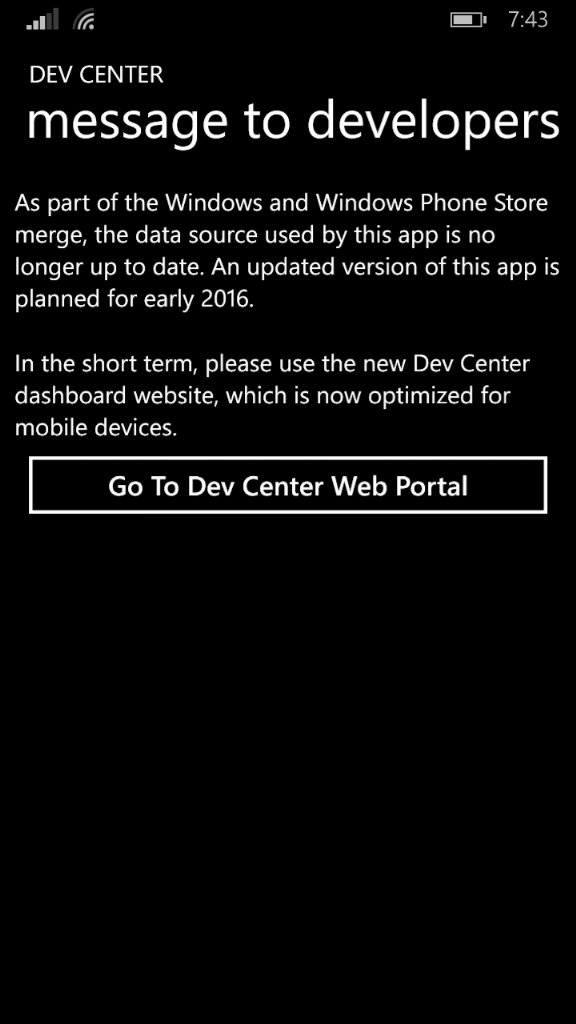 7:43
DEV CENTER
message to developers
As part of the Windows and Windows Phone Store
merge, the data source used by this app is no
longer up to date. An updated version of this app is
planned for early 2016.
In the short term, please use the new Dev Center
dashboard website, which is now optimized for
mobile devices.
Go To Dev Center Web Portal